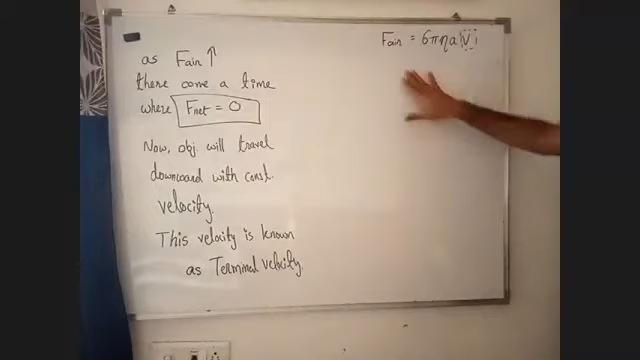 Fair = 6πηa|V|
as Fair ↑
there come a time
where Fnet = 0
Now, obj. will travel
downward with const.
velocity.
This velocity is known
as Terminal velocity.